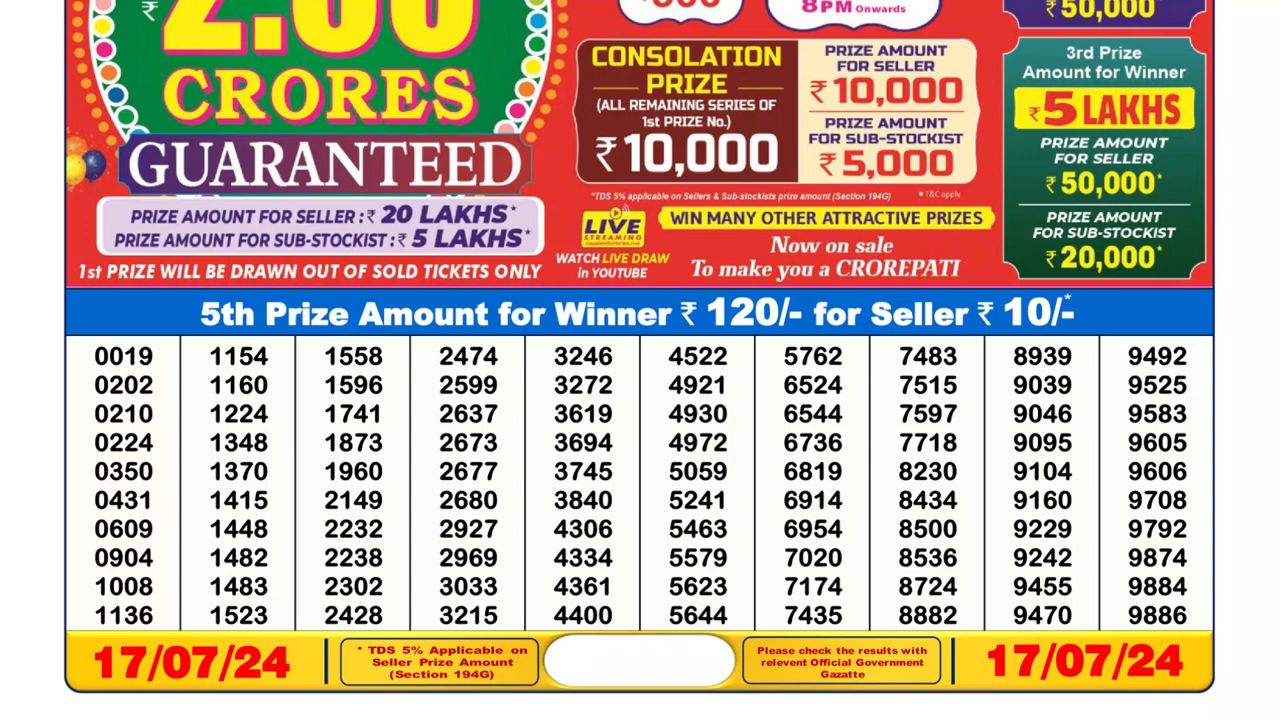 ₹
CRORES
GUARANTEED
PRIZE AMOUNT FOR SELLER :₹ 20 LAKHS*
PRIZE AMOUNT FOR SUB-STOCKIST :₹ 5 LAKHS*
1st PRIZE WILL BE DRAWN OUT OF SOLD TICKETS ONLY
8PM Onwards
CONSOLATION
PRIZE
(ALL REMAINING SERIES OF
1st PRIZE No.)
₹10,000
PRIZE AMOUNT
FOR SELLER
₹10,000
PRIZE AMOUNT
FOR SUB-STOCKIST
₹5,000
*TDS 5% applicable on Sellers & Sub-stockists prize amount (Section 194G)
*T&C apply
LIVE
STREAMING
WATCH LIVE DRAW
in YOUTUBE
WIN MANY OTHER ATTRACTIVE PRIZES
Now on sale
To make you a CROREPATI
₹50,000*
3rd Prize
Amount for Winner
₹5 LAKHS
PRIZE AMOUNT
FOR SELLER
₹50,000*
PRIZE AMOUNT
FOR SUB-STOCKIST
₹20,000*
5th Prize Amount for Winner ₹ 120/- for Seller ₹ 10/-*
0019 1154 1558 2474 3246 4522 5762 7483 8939 9492
0202 1160 1596 2599 3272 4921 6524 7515 9039 9525
0210 1224 1741 2637 3619 4930 6544 7597 9046 9583
0224 1348 1873 2673 3694 4972 6736 7718 9095 9605
0350 1370 1960 2677 3745 5059 6819 8230 9104 9606
0431 1415 2149 2680 3840 5241 6914 8434 9160 9708
0609 1448 2232 2927 4306 5463 6954 8500 9229 9792
0904 1482 2238 2969 4334 5579 7020 8536 9242 9874
1008 1483 2302 3033 4361 5623 7174 8724 9455 9884
1136 1523 2428 3215 4400 5644 7435 8882 9470 9886
17/07/24
* TDS 5% Applicable on
Seller Prize Amount
(Section 194G)
Please check the results with
relevent Official Government
Gazatte
17/07/24